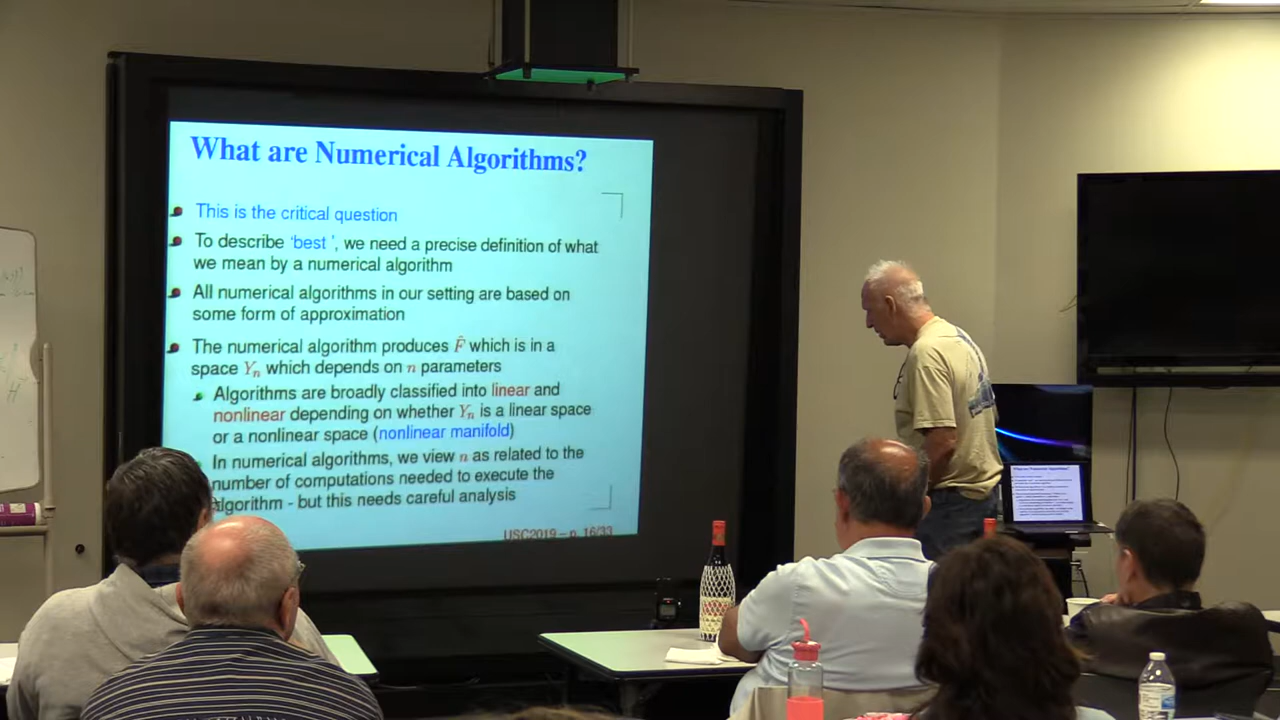 What are Numerical Algorithms?
This is the critical question
To describe ‘best ’, we need a precise definition of what
we mean by a numerical algorithm
All numerical algorithms in our setting are based on
some form of approximation
The numerical algorithm produces F̂ which is in a
space Yₙ which depends on n parameters
Algorithms are broadly classified into linear and
nonlinear depending on whether Yₙ is a linear space
or a nonlinear space (nonlinear manifold)
In numerical algorithms, we view n as related to the
number of computations needed to execute the
algorithm - but this needs careful analysis
USC2019 – p. 16/33
What are Numerical Algorithms?